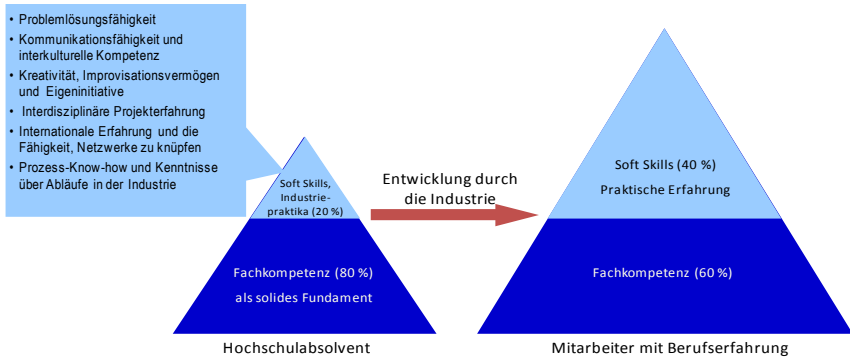 • Problemlösungsfähigkeit
• Kommunikationsfähigkeit und
interkulturelle Kompetenz
• Kreativität, Improvisationsvermögen
und Eigeninitiative
• Interdisziplinäre Projekterfahrung
• Internationale Erfahrung und die
Fähigkeit, Netzwerke zu knüpfen
• Prozess-Know-how und Kenntnisse
über Abläufe in der Industrie
Soft Skills,
Industrie-
praktika (20 %)
Fachkompetenz (80 %)
als solides Fundament
Hochschulabsolvent
Entwicklung durch
die Industrie
Soft Skills (40 %)
Praktische Erfahrung
Fachkompetenz (60 %)
Mitarbeiter mit Berufserfahrung